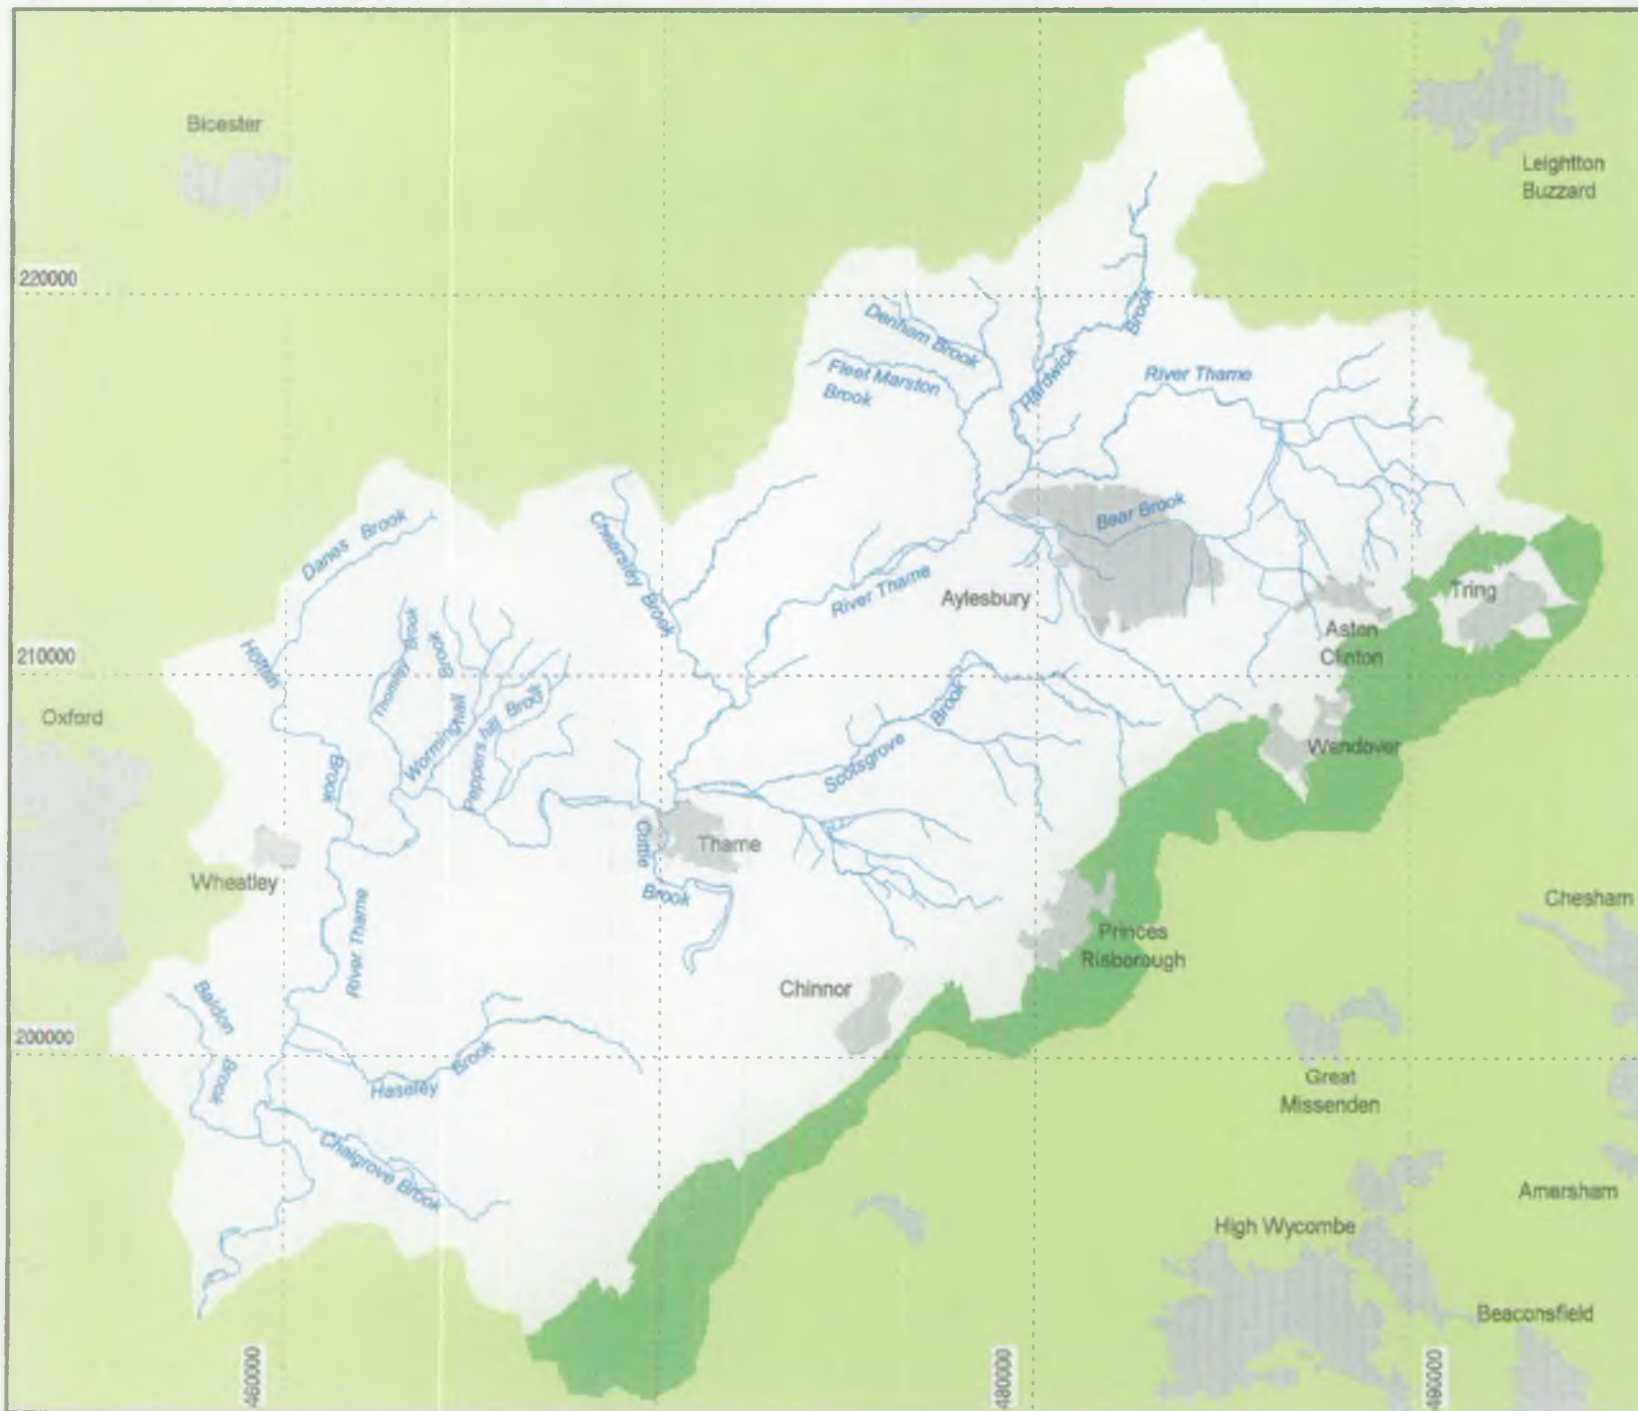 Bicester
Leightton
Buzzard
220000
Denham Brook
Hardwick
Brook
Fleet Marston
Brook
River Thame
Danes Brook
Chearsley Brook
Bear Brook
River Thame
Aylesbury
Tring
Aston
Clinton
210000
Holton
Brook
Thomley Brook
Worminghall
Brook
Peppershill Brook
Oxford
Scotsgrove
Brook
Wendover
Cuttle
Brook
Thame
Wheatley
River Thame
Chesham
Princes
Risborough
Chinnor
Baldon
Brook
200000
Haseley
Brook
Great
Missenden
Chalgrove Brook
Amersham
High Wycombe
Beaconsfield
460000
480000
490000